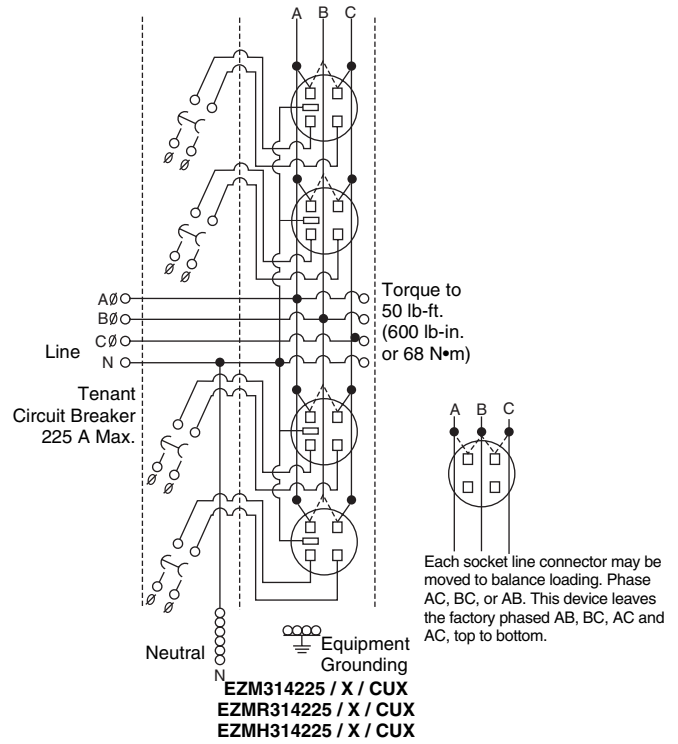 A B C
AØ
BØ
CØ
N
Line
Torque to
50 lb-ft.
(600 lb-in.
or 68 N•m)
Tenant
Circuit Breaker
225 A Max.
A B C
Each socket line connector may be
moved to balance loading. Phase
AC, BC, or AB. This device leaves
the factory phased AB, BC, AC and
AC, top to bottom.
Neutral
N
Equipment
Grounding
EZM314225 / X / CUX
EZMR314225 / X / CUX
EZMH314225 / X / CUX